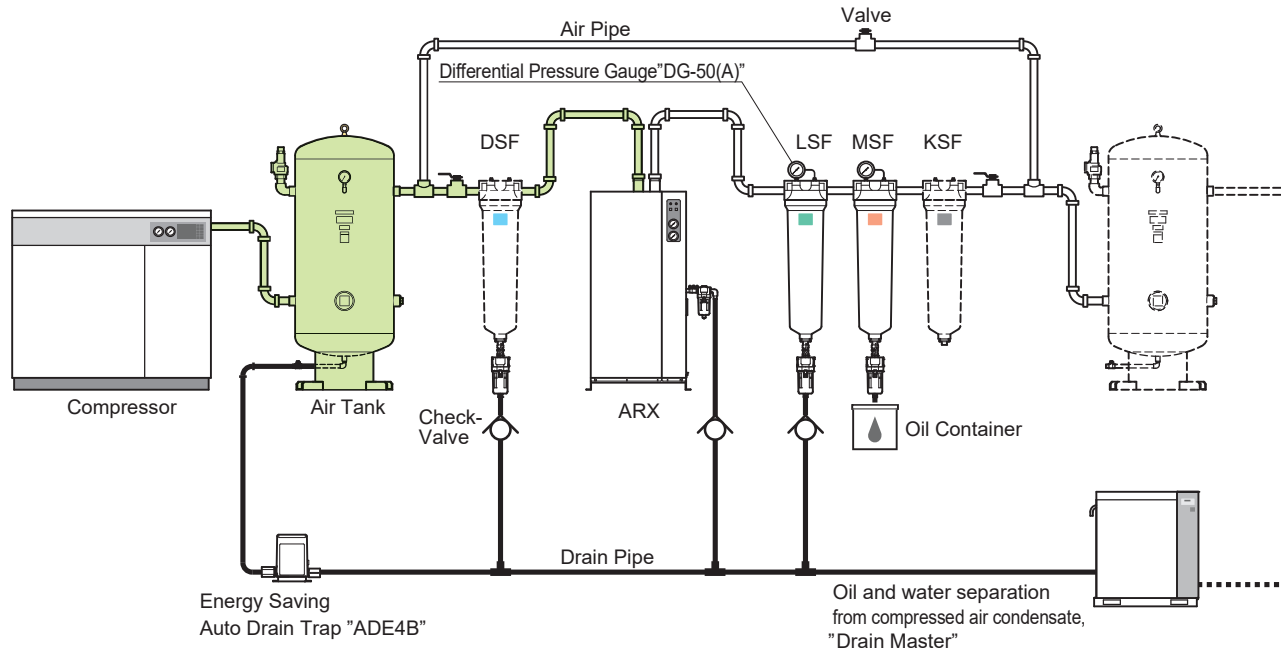 Valve
Air Pipe
Differential Pressure Gauge"DG-50(A)"
DSF
LSF
MSF
KSF
Compressor
Air Tank
Check-
Valve
ARX
Oil Container
Drain Pipe
Energy Saving
Auto Drain Trap "ADE4B"
Oil and water separation
from compressed air condensate,
"Drain Master"